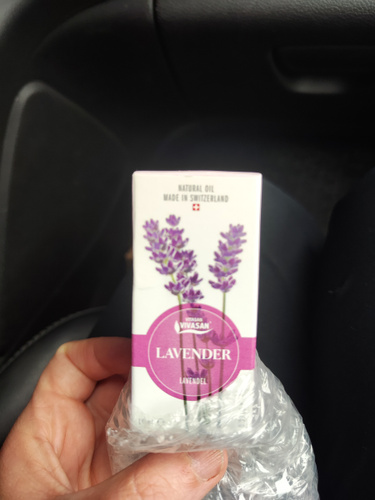 NATURAL OIL
MADE IN SWITZERLAND
VIVASAN
LAVENDER
LAVENDEL